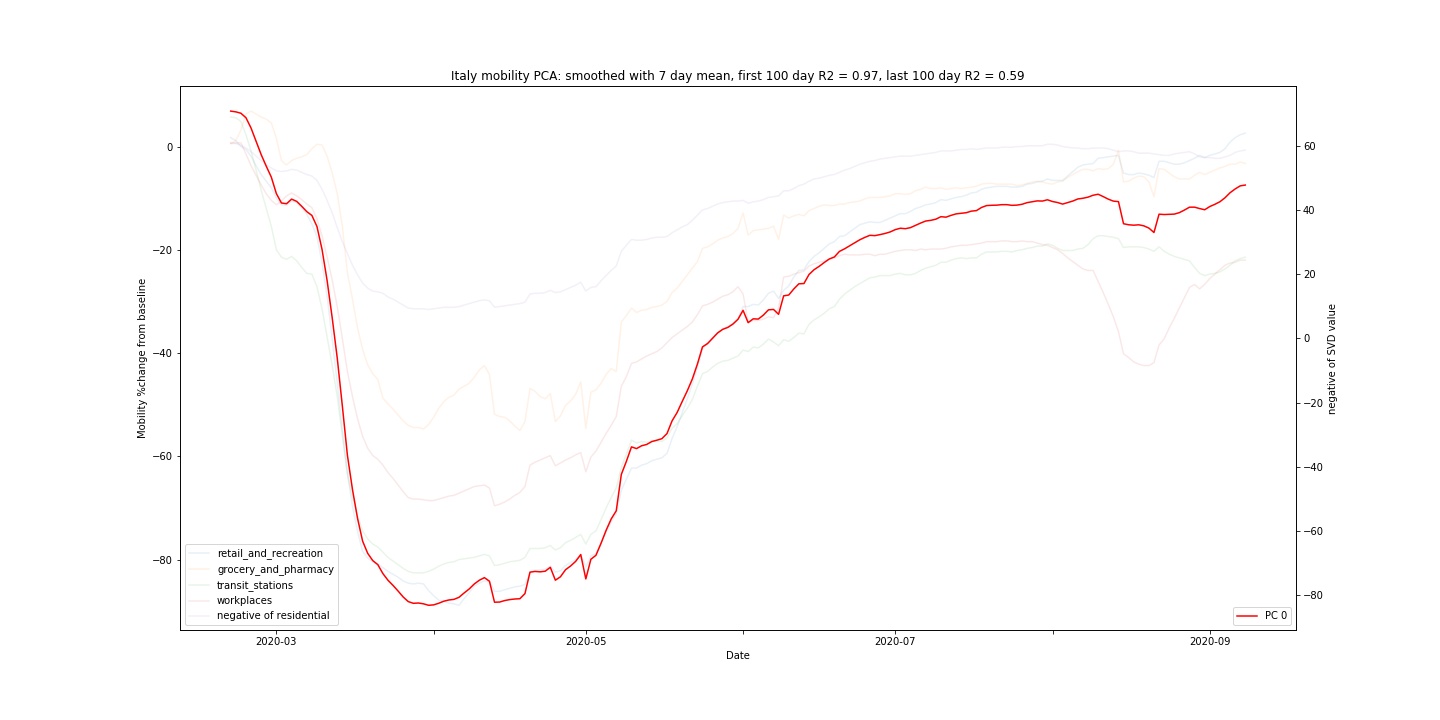 Italy mobility PCA: smoothed with 7 day mean, first 100 day R2 = 0.97, last 100 day R2 = 0.59
0
−20
−40
−60
−80
Mobility %change from baseline
60
40
20
0
−20
−40
−60
−80
negative of SVD value
retail_and_recreation
grocery_and_pharmacy
transit_stations
workplaces
negative of residential
PC 0
2020-03
2020-05
2020-07
2020-09
Date